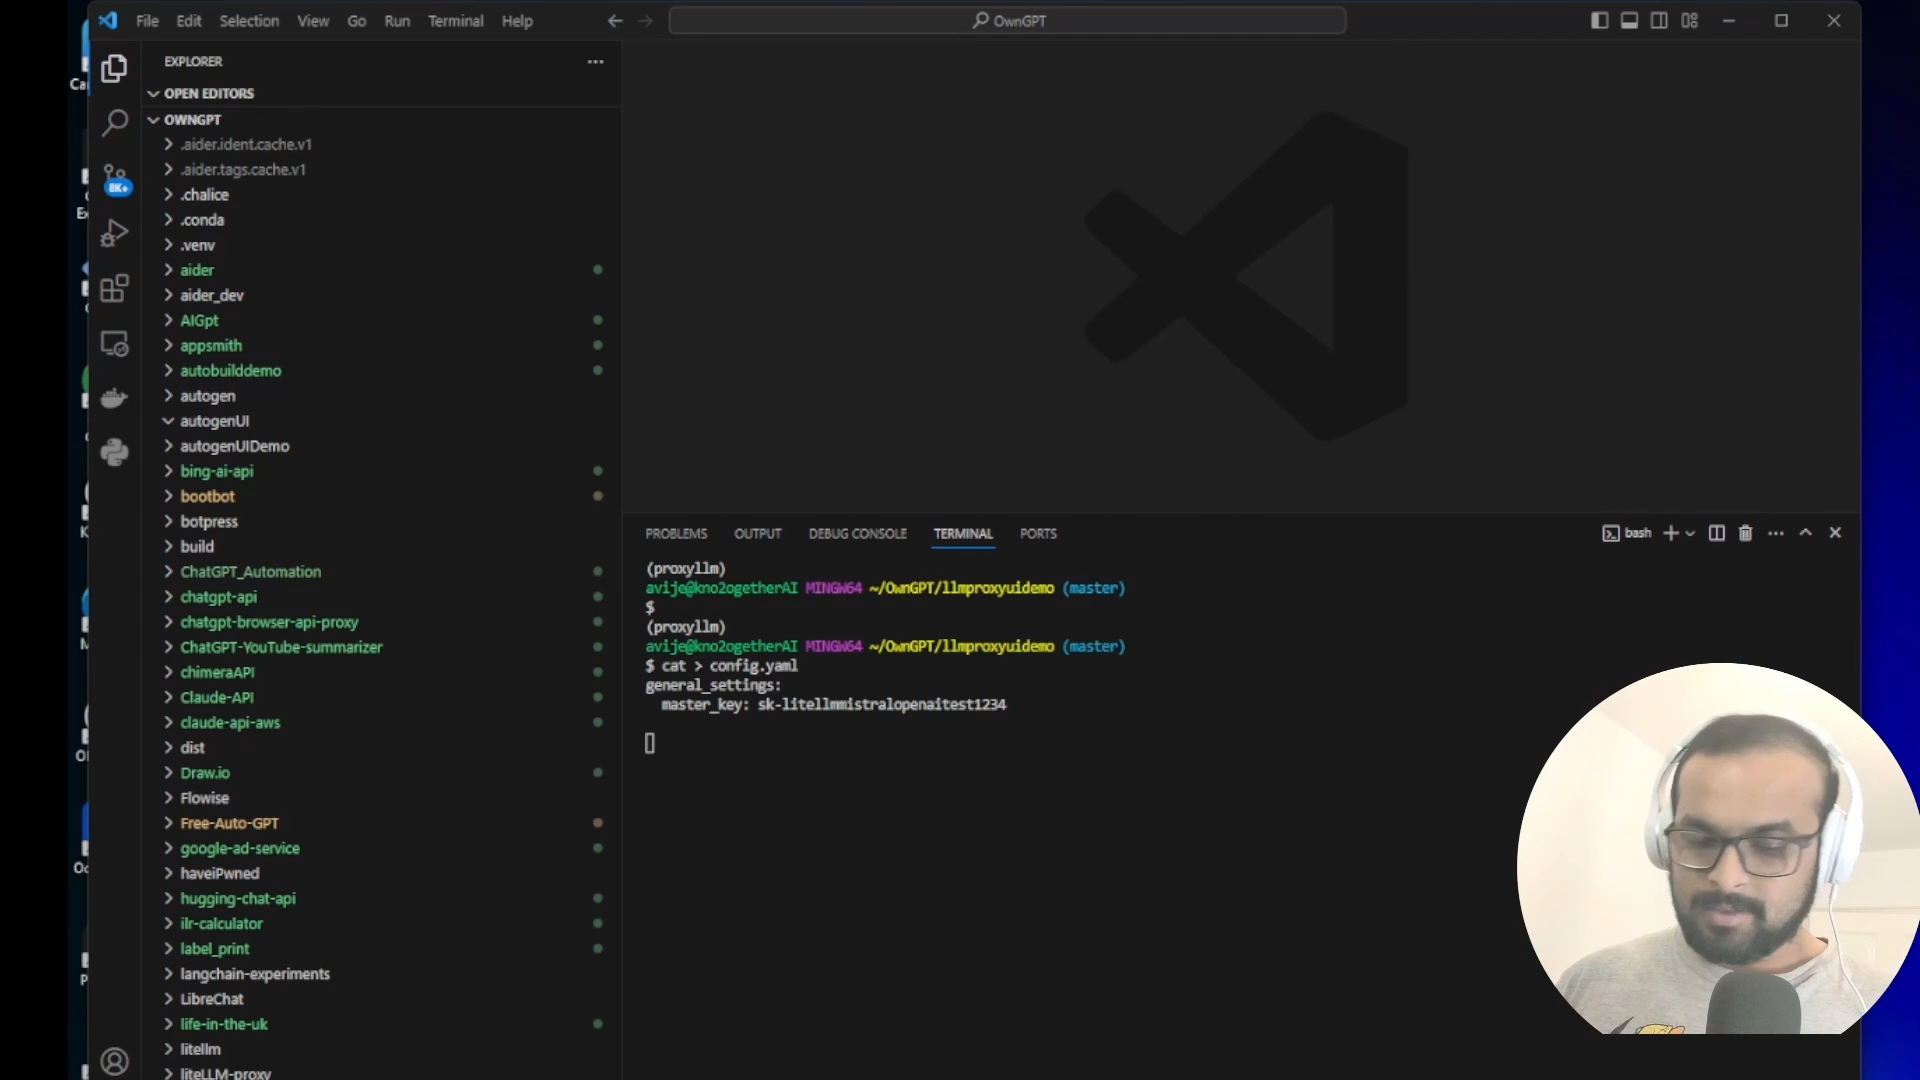 File Edit Selection View Go Run Terminal Help
OwnGPT
EXPLORER
OPEN EDITORS
OWNGPT
.aider.ident.cache.v1
.aider.tags.cache.v1
.chalice
.conda
.venv
aider
aider_dev
AIGpt
appsmith
autobuilddemo
autogen
autogenUI
autogenUIDemo
bing-ai-api
bootbot
botpress
build
ChatGPT_Automation
chatgpt-api
chatgpt-browser-api-proxy
ChatGPT-YouTube-summarizer
chimeraAPI
Claude-API
claude-api-aws
dist
Draw.io
Flowise
Free-Auto-GPT
google-ad-service
haveiPwned
hugging-chat-api
ilr-calculator
label_print
langchain-experiments
LibreChat
life-in-the-uk
litellm
liteLLM-proxy
8K+
PROBLEMS OUTPUT DEBUG CONSOLE TERMINAL PORTS
bash
(proxyllm)
avije@kno2ogetherAI MINGW64 ~/OwnGPT/llmproxyuidemo (master)
$
(proxyllm)
avije@kno2ogetherAI MINGW64 ~/OwnGPT/llmproxyuidemo (master)
$ cat > config.yaml
general_settings:
  master_key: sk-litellmmistralopenaitest1234